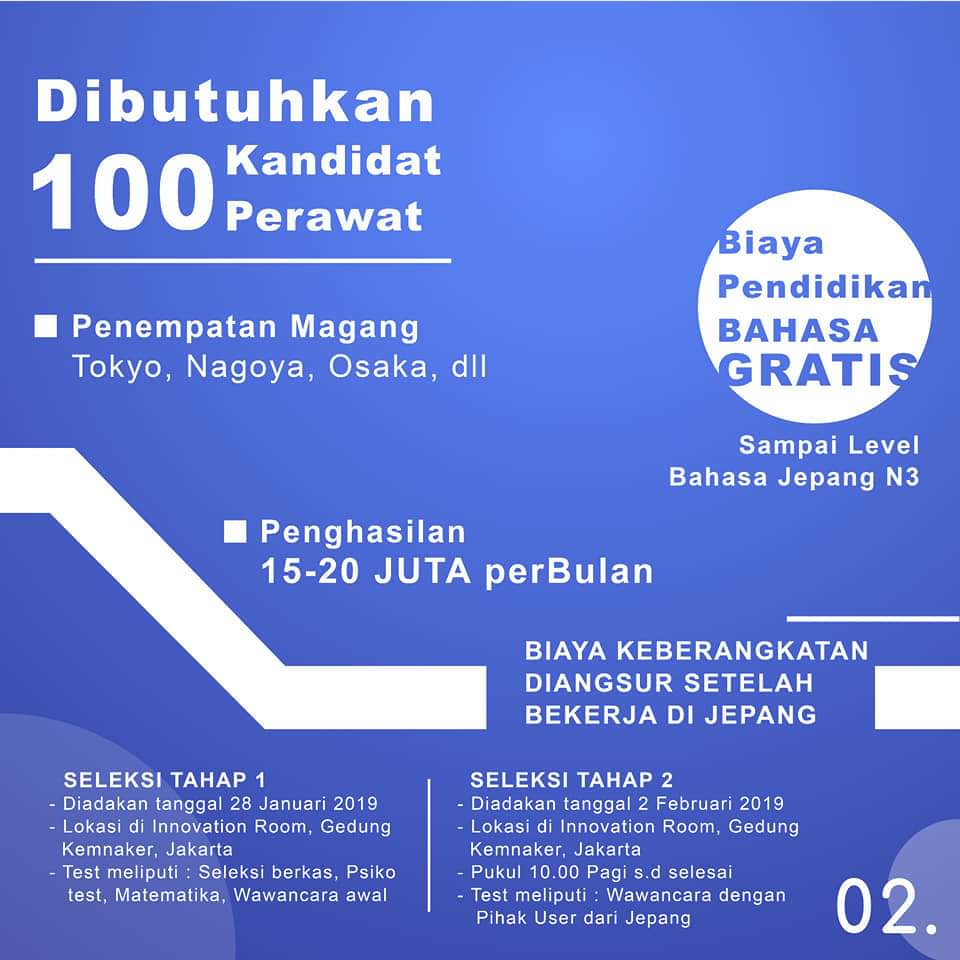 Dibutuhkan
100 Kandidat
Perawat
Biaya
Pendidikan
BAHASA
GRATIS
Sampai Level
Bahasa Jepang N3
Penempatan Magang
Tokyo, Nagoya, Osaka, dll
Penghasilan
15-20 JUTA perBulan
BIAYA KEBERANGKATAN
DIANGSUR SETELAH
BEKERJA DI JEPANG
SELEKSI TAHAP 1
- Diadakan tanggal 28 Januari 2019
- Lokasi di Innovation Room, Gedung
Kemnaker, Jakarta
- Test meliputi : Seleksi berkas, Psiko
test, Matematika, Wawancara awal
SELEKSI TAHAP 2
- Diadakan tanggal 2 Februari 2019
- Lokasi di Innovation Room, Gedung
Kemnaker, Jakarta
- Pukul 10.00 Pagi s.d selesai
- Test meliputi : Wawancara dengan
Pihak User dari Jepang
02.